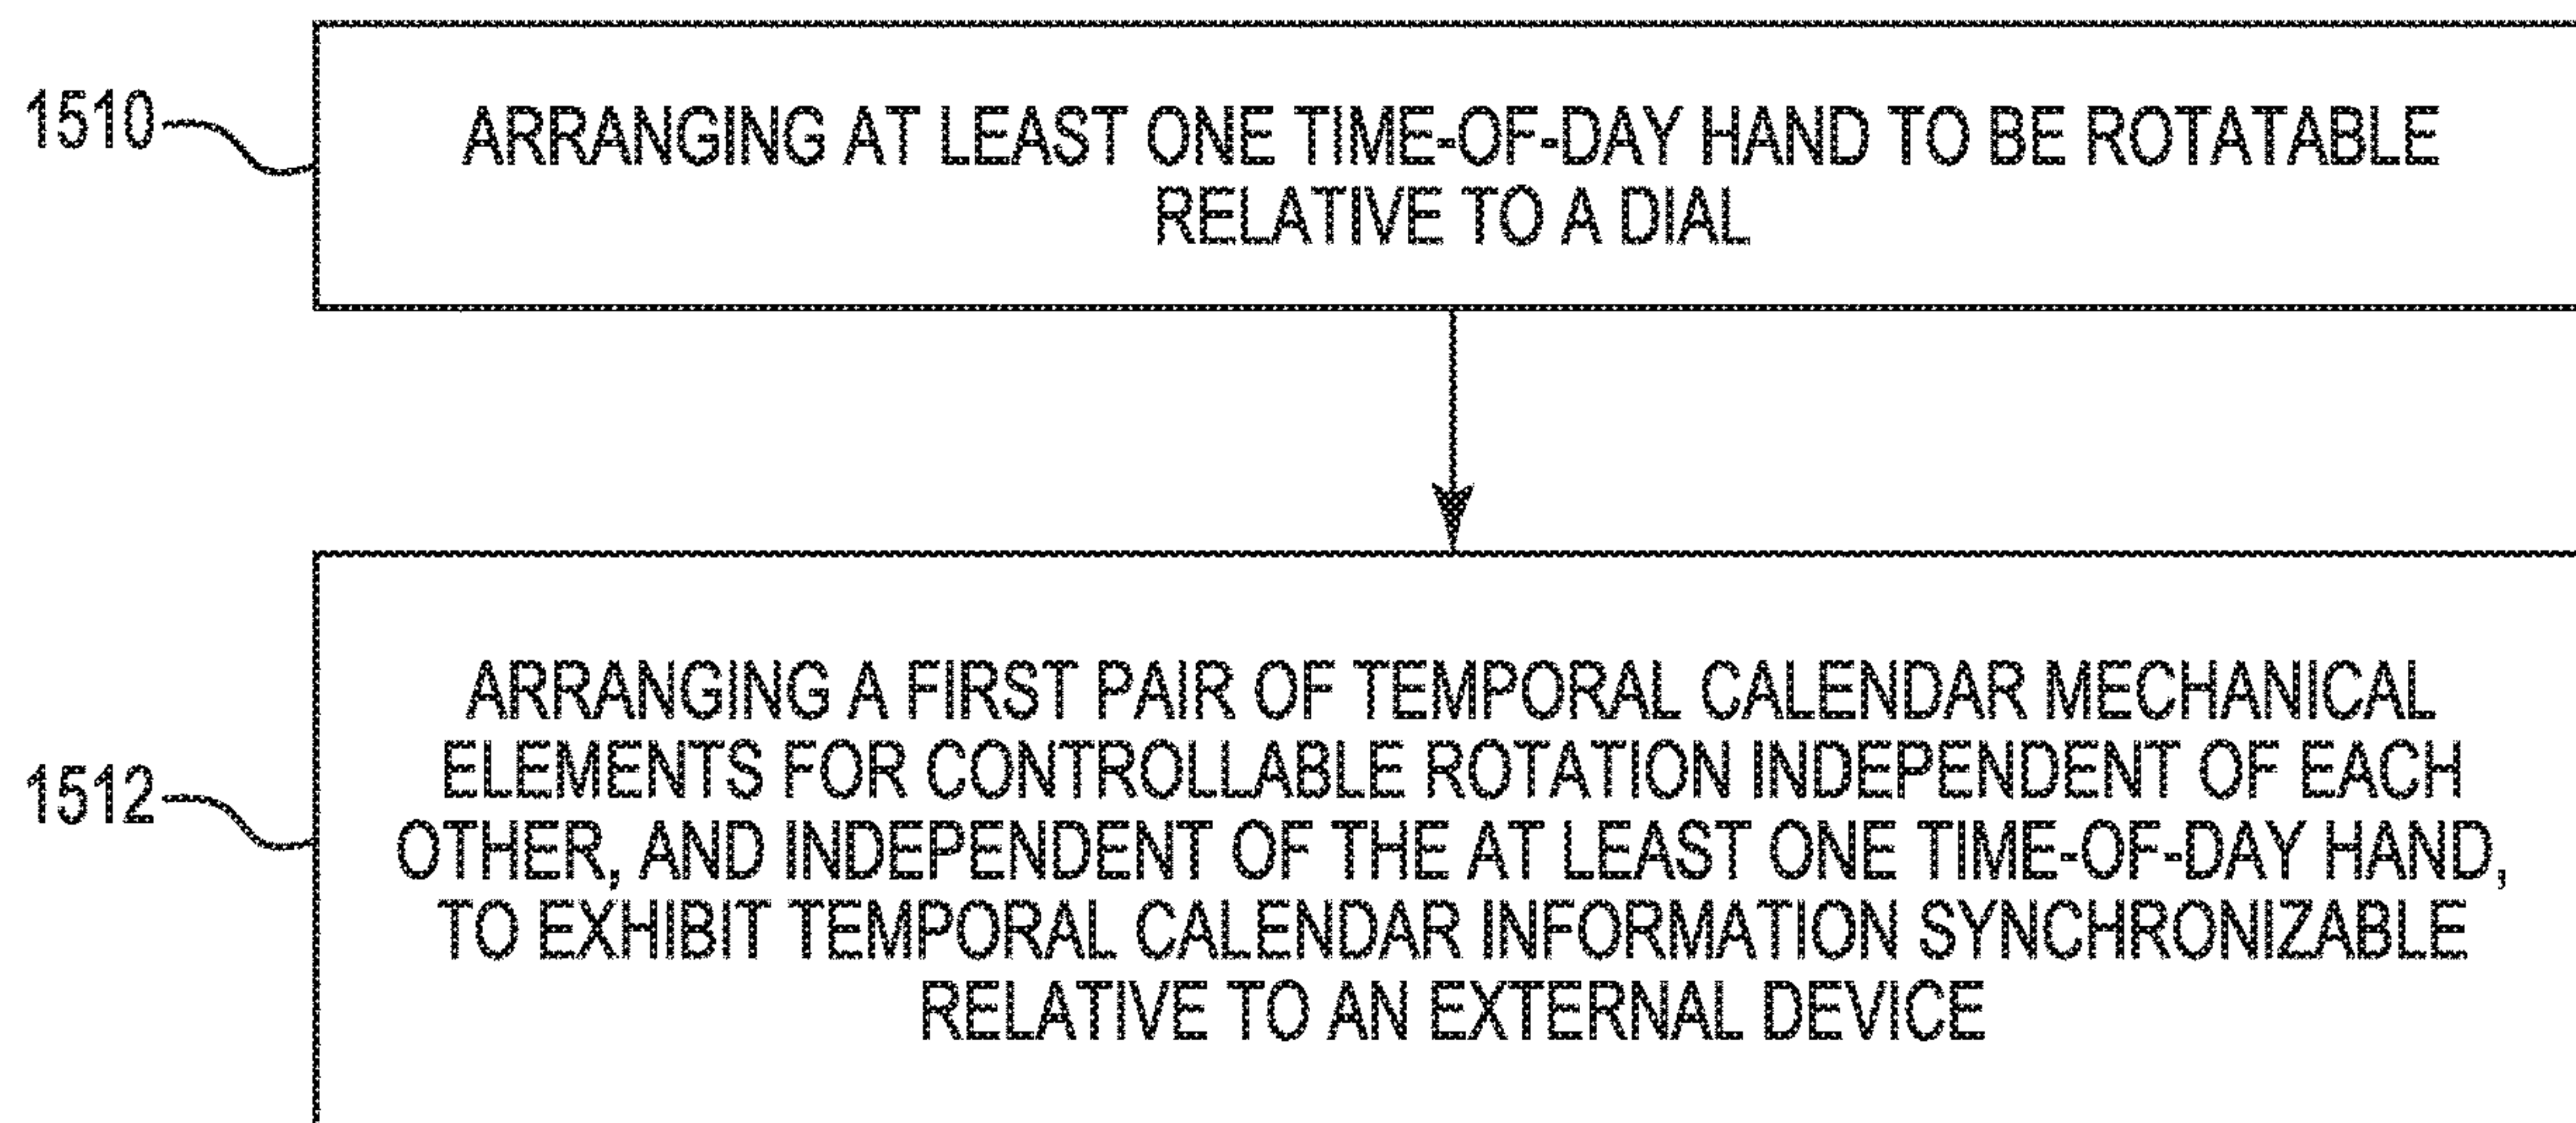 1510
ARRANGING AT LEAST ONE TIME-OF-DAY HAND TO BE ROTATABLE
RELATIVE TO A DIAL
1512
ARRANGING A FIRST PAIR OF TEMPORAL CALENDAR MECHANICAL
ELEMENTS FOR CONTROLLABLE ROTATION INDEPENDENT OF EACH
OTHER, AND INDEPENDENT OF THE AT LEAST ONE TIME-OF-DAY HAND,
TO EXHIBIT TEMPORAL CALENDAR INFORMATION SYNCHRONIZABLE
RELATIVE TO AN EXTERNAL DEVICE